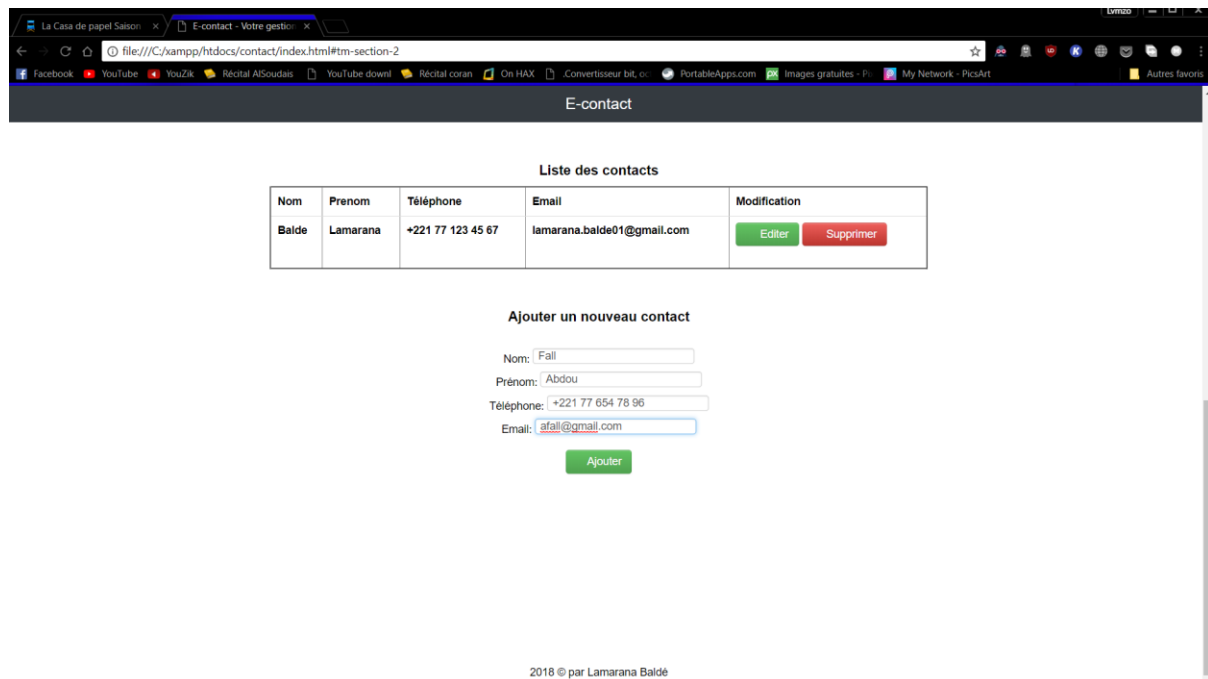 Lvmzo
La Casa de papel Saison
E-contact - Votre gestion
file:///C:/xampp/htdocs/contact/index.html#tm-section-2
Facebook YouTube YouZik Récital AlSoudais YouTube downl Récital coran On HAX .Convertisseur bit, oc PortableApps.com Images gratuites - Pi My Network - PicsArt Autres favoris
E-contact
Liste des contacts
Nom Prenom Téléphone Email Modification
Balde Lamarana +221 77 123 45 67 lamarana.balde01@gmail.com Editer Supprimer
Ajouter un nouveau contact
Nom: Fall
Prénom: Abdou
Téléphone: +221 77 654 78 96
Email: afall@gmail.com
Ajouter
2018 © par Lamarana Baldé